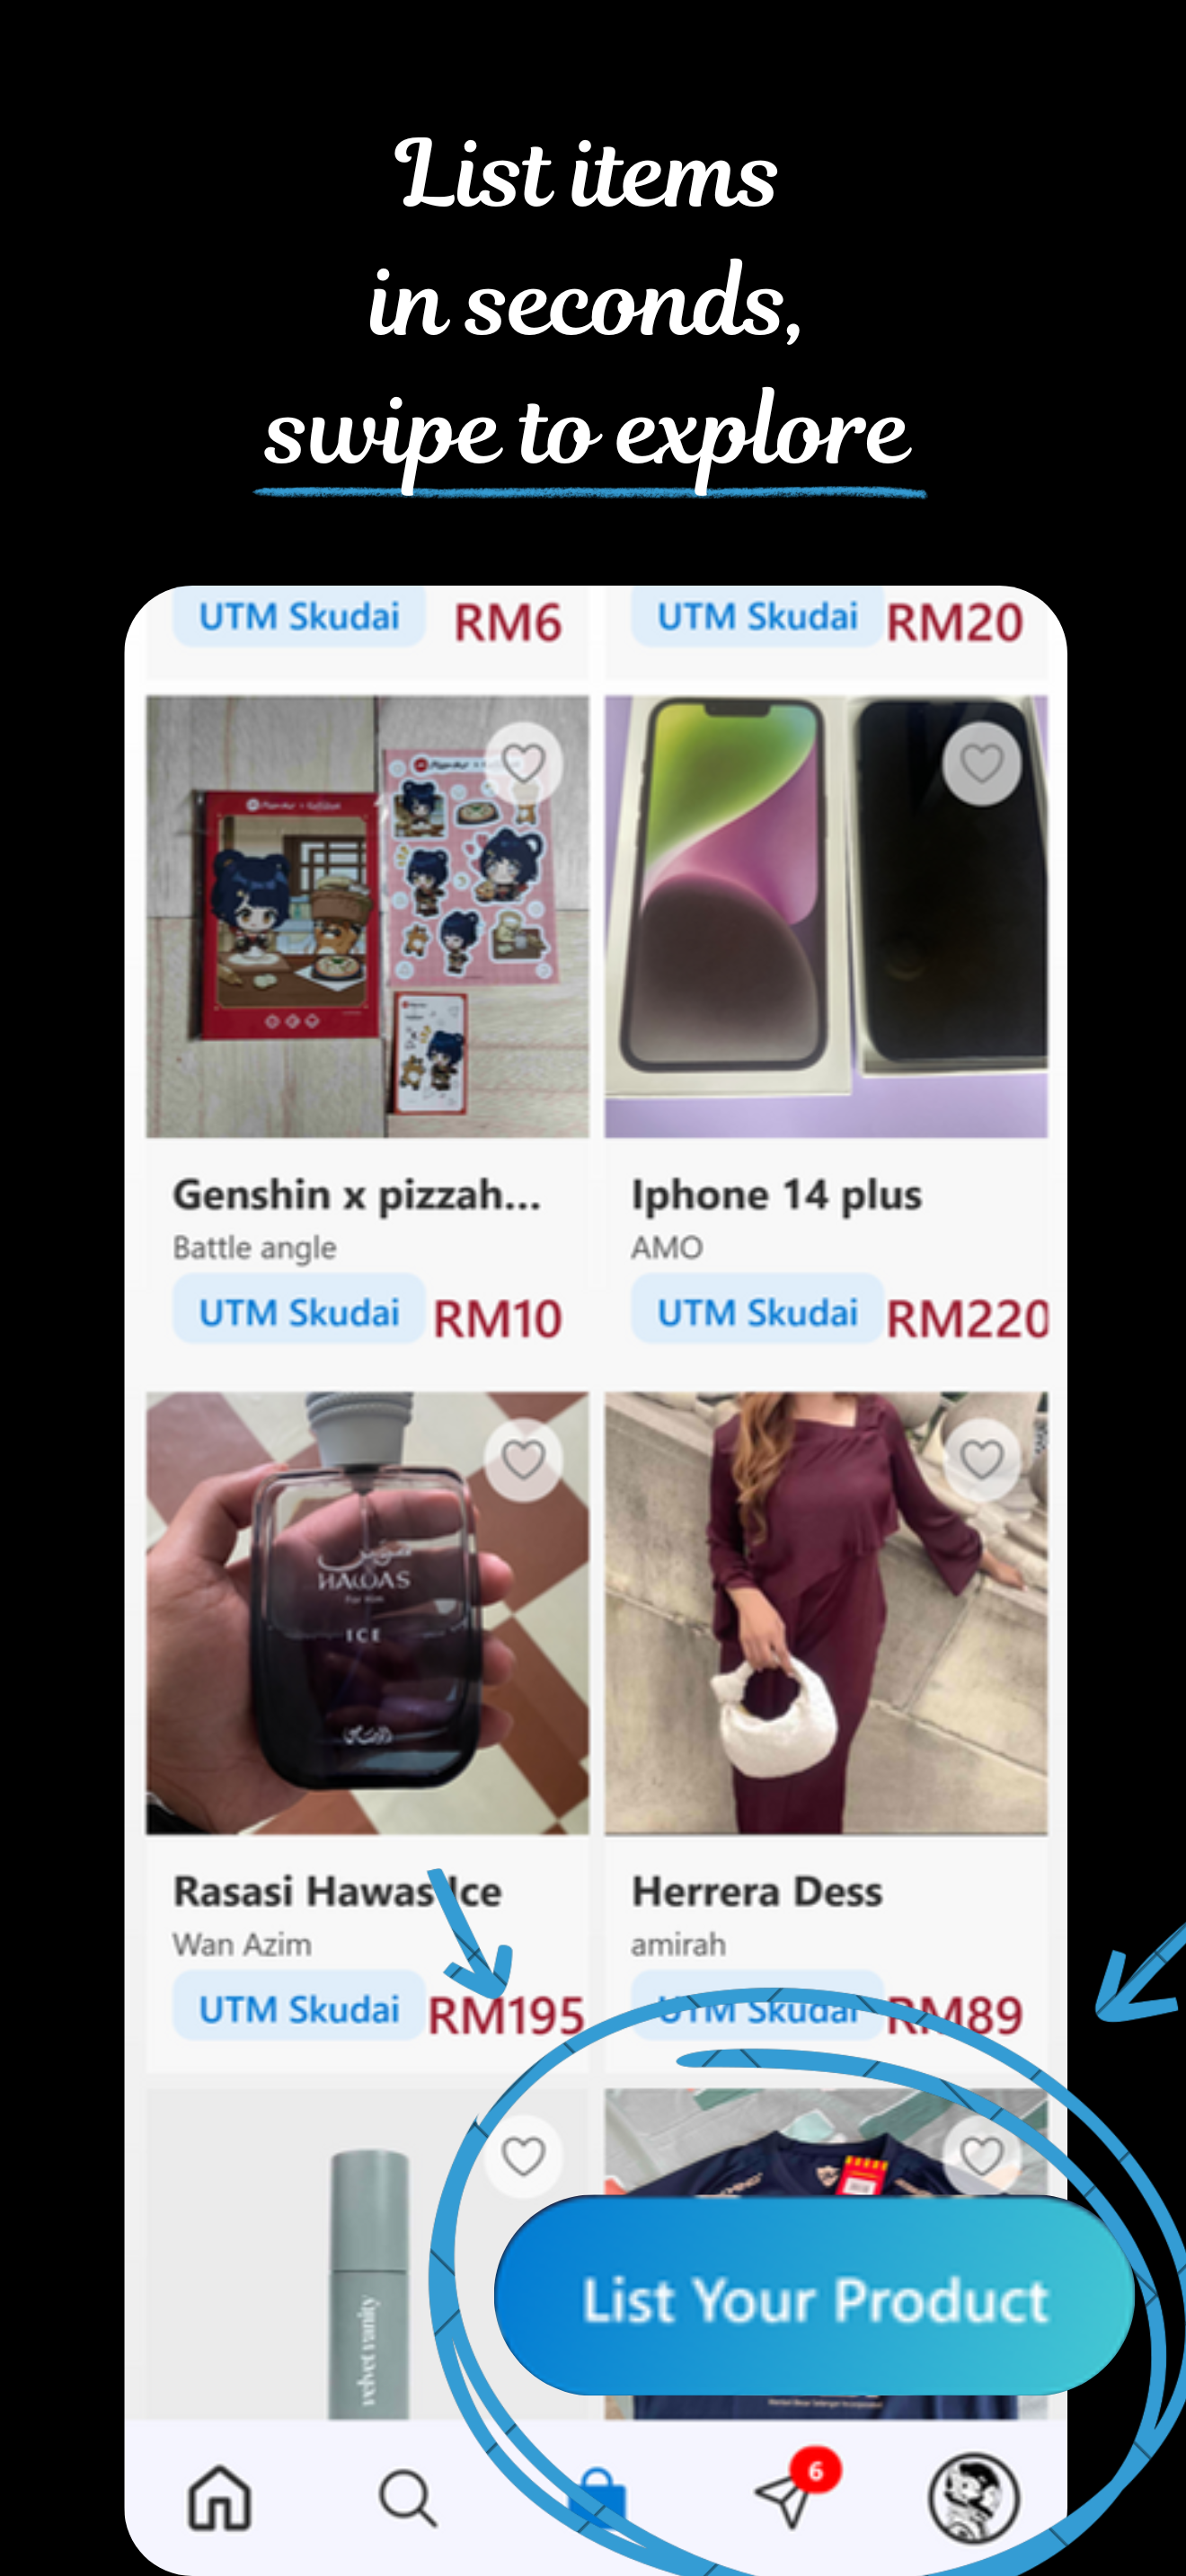 List items
in seconds,
swipe to explore
UTM Skudai RM6
UTM Skudai RM20
Genshin x pizzah...
Battle angle
UTM Skudai RM10
Iphone 14 plus
AMO
UTM Skudai RM220
HAWAS
For Him
ICE
Rasasi Hawas Ice
Wan Azim
UTM Skudai RM195
Herrera Dess
amirah
UTM Skudai RM89
velvet vanity
List Your Product
6